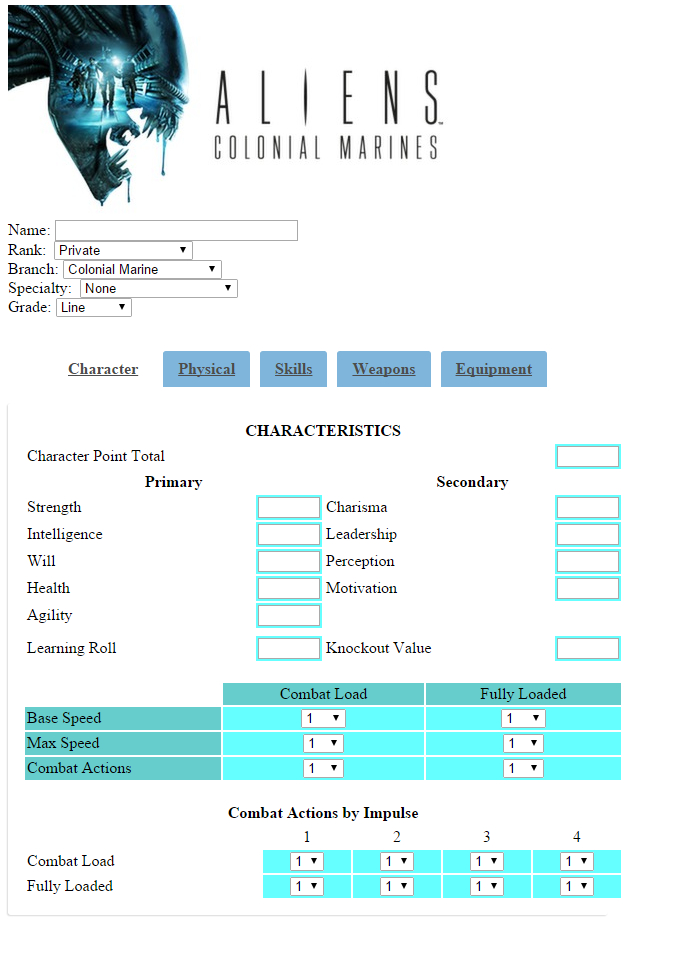 ALIENS™
COLONIAL MARINES
Name:
Rank: Private
Branch: Colonial Marine
Specialty: None
Grade: Line
Character Physical Skills Weapons Equipment
CHARACTERISTICS
Character Point Total
Primary Secondary
Strength Charisma
Intelligence Leadership
Will Perception
Health Motivation
Agility
Learning Roll Knockout Value
Combat Load Fully Loaded
Base Speed 1 1
Max Speed 1 1
Combat Actions 1 1
Combat Actions by Impulse
1 2 3 4
Combat Load 1 1 1 1
Fully Loaded 1 1 1 1